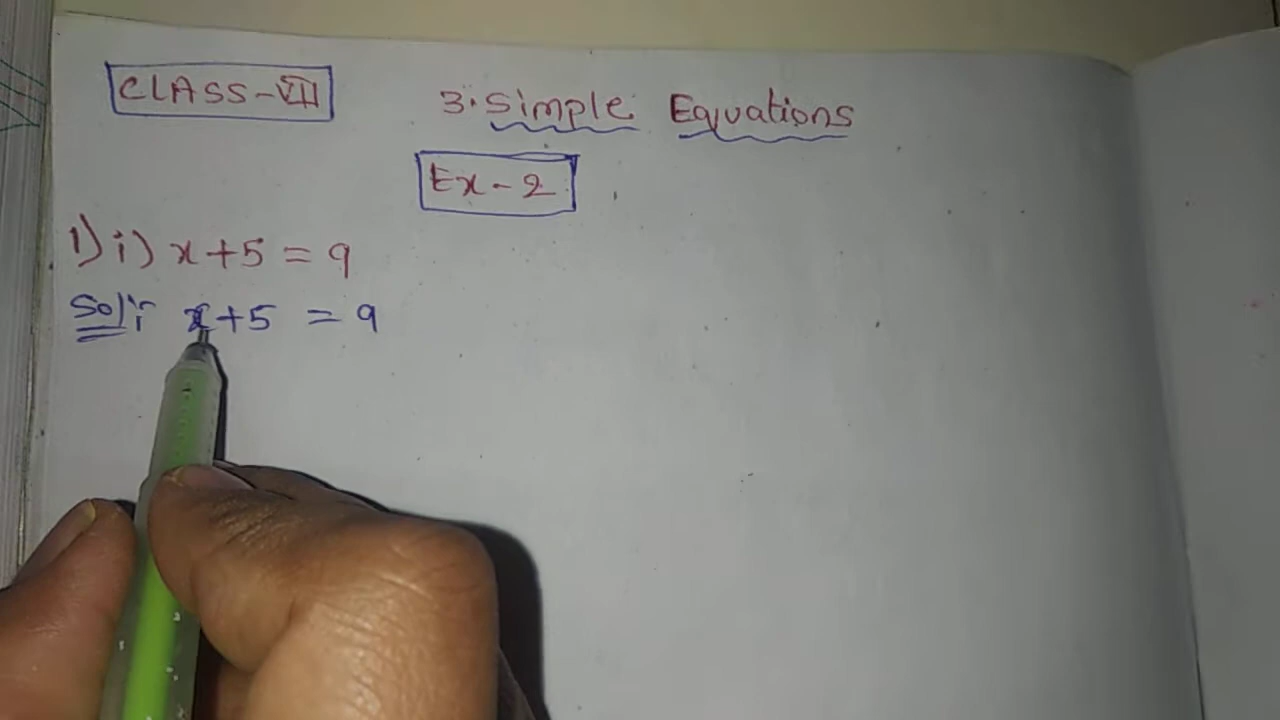 CLASS-VII
3. Simple Equations
Ex-2
1) i) x+5 = 9
Sol: x+5 = 9